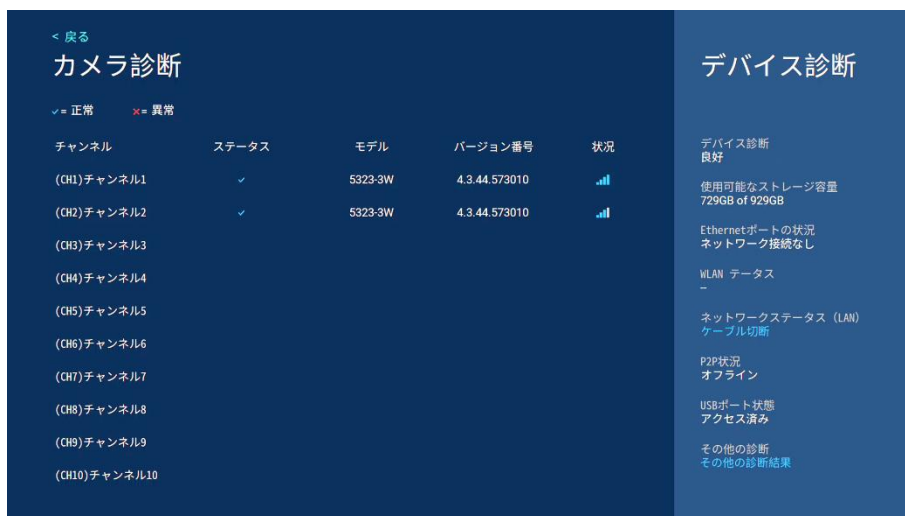 < 戻る
カメラ診断
✓= 正常 ×= 異常
チャンネル ステータス モデル バージョン番号 状況
(CH1)チャンネル1 ✓ 5323-3W 4.3.44.573010
(CH2)チャンネル2 ✓ 5323-3W 4.3.44.573010
(CH3)チャンネル3
(CH4)チャンネル4
(CH5)チャンネル5
(CH6)チャンネル6
(CH7)チャンネル7
(CH8)チャンネル8
(CH9)チャンネル9
(CH10)チャンネル10
デバイス診断
デバイス診断
良好
使用可能なストレージ容量
729GB of 929GB
Ethernetポートの状況
ネットワーク接続なし
WLAN テータス
—
ネットワークステータス（LAN）
ケーブル切断
P2P状況
オフライン
USBポート状態
アクセス済み
その他の診断
その他の診断結果